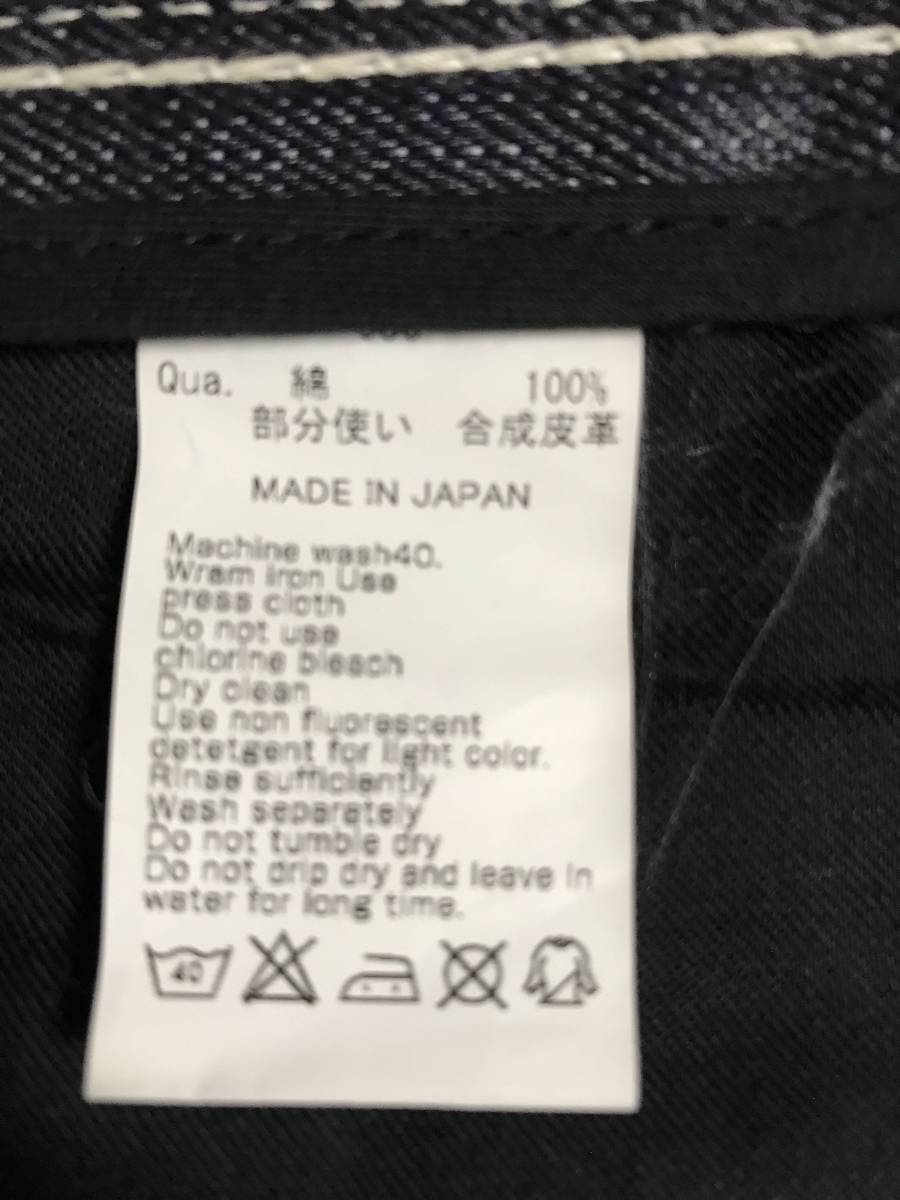 Qua. 綿 100%
部分使い 合成皮革
MADE IN JAPAN
Machine wash40.
Wram iron Use
press cloth
Do not use
chlorine bleach
Dry clean
Use non fluorescent
detetgent for light color.
Rinse sufficiently
Wash separately
Do not tumble dry
Do not drip dry and leave in
water for long time.
40